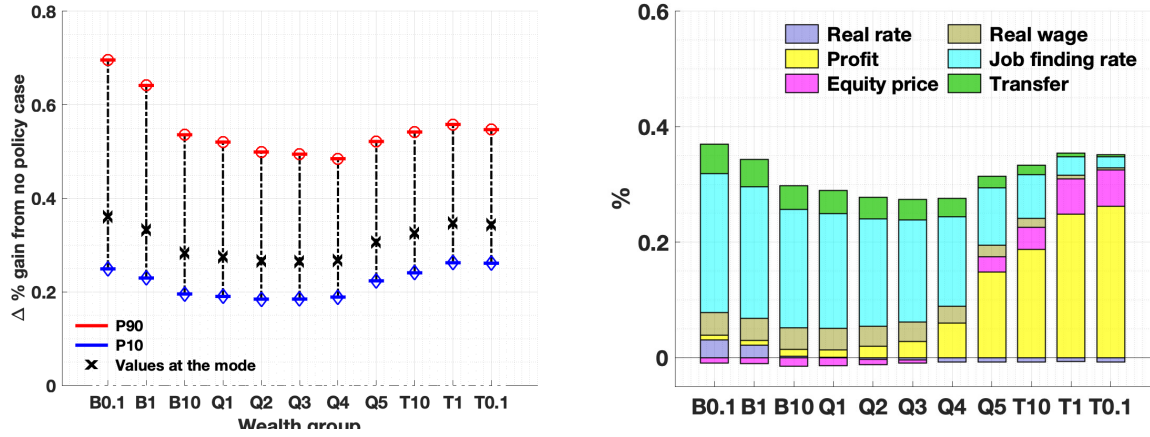 Δ % gain from no policy case
0.8
0.6
0.4
0.2
0
P90
P10
Values at the mode
B0.1 B1 B10 Q1 Q2 Q3 Q4 Q5 T10 T1 T0.1
Wealth group
%
0.6
0.4
0.2
0
Real rate
Profit
Equity price
Real wage
Job finding rate
Transfer
B0.1 B1 B10 Q1 Q2 Q3 Q4 Q5 T10 T1 T0.1